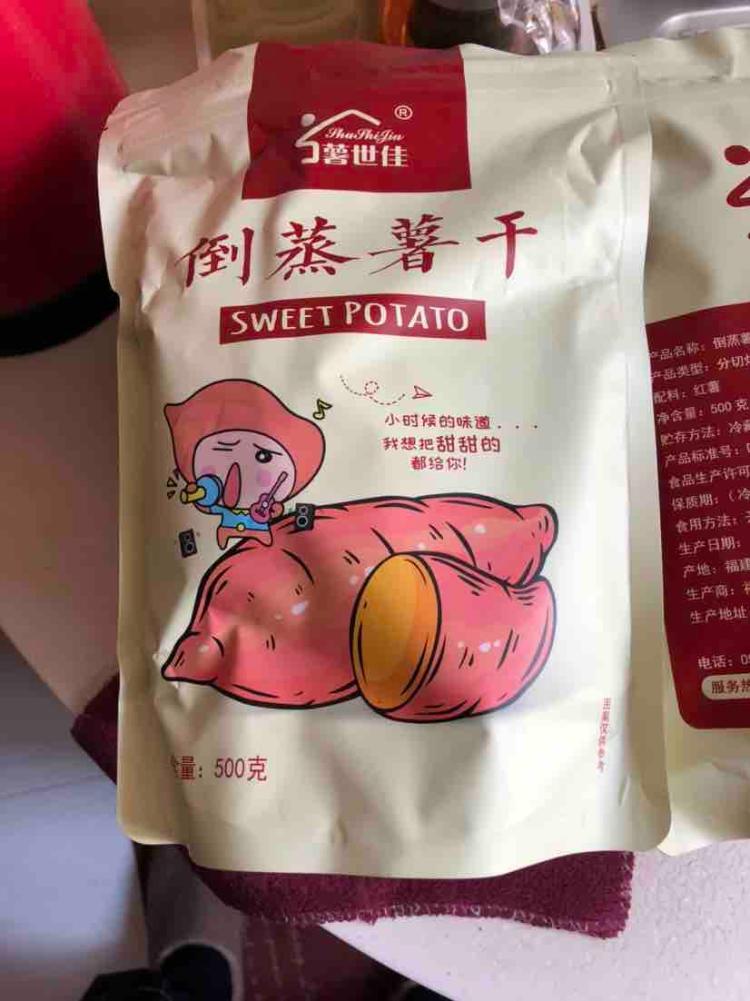 ®
ShuShiJia
薯世佳
倒蒸薯干
SWEET POTATO
小时候的味道...
我想把甜甜的
都给你!
量：500克
图案仅供参考
产品名称：倒蒸薯
产品类型：分切
配料：红薯
净含量：500克
贮存方法：冷
产品标准号：
食品生产许可
保质期：（冷
食用方法：
生产日期：
产地：福建
生产商：
生产地址
电话：0
服务热